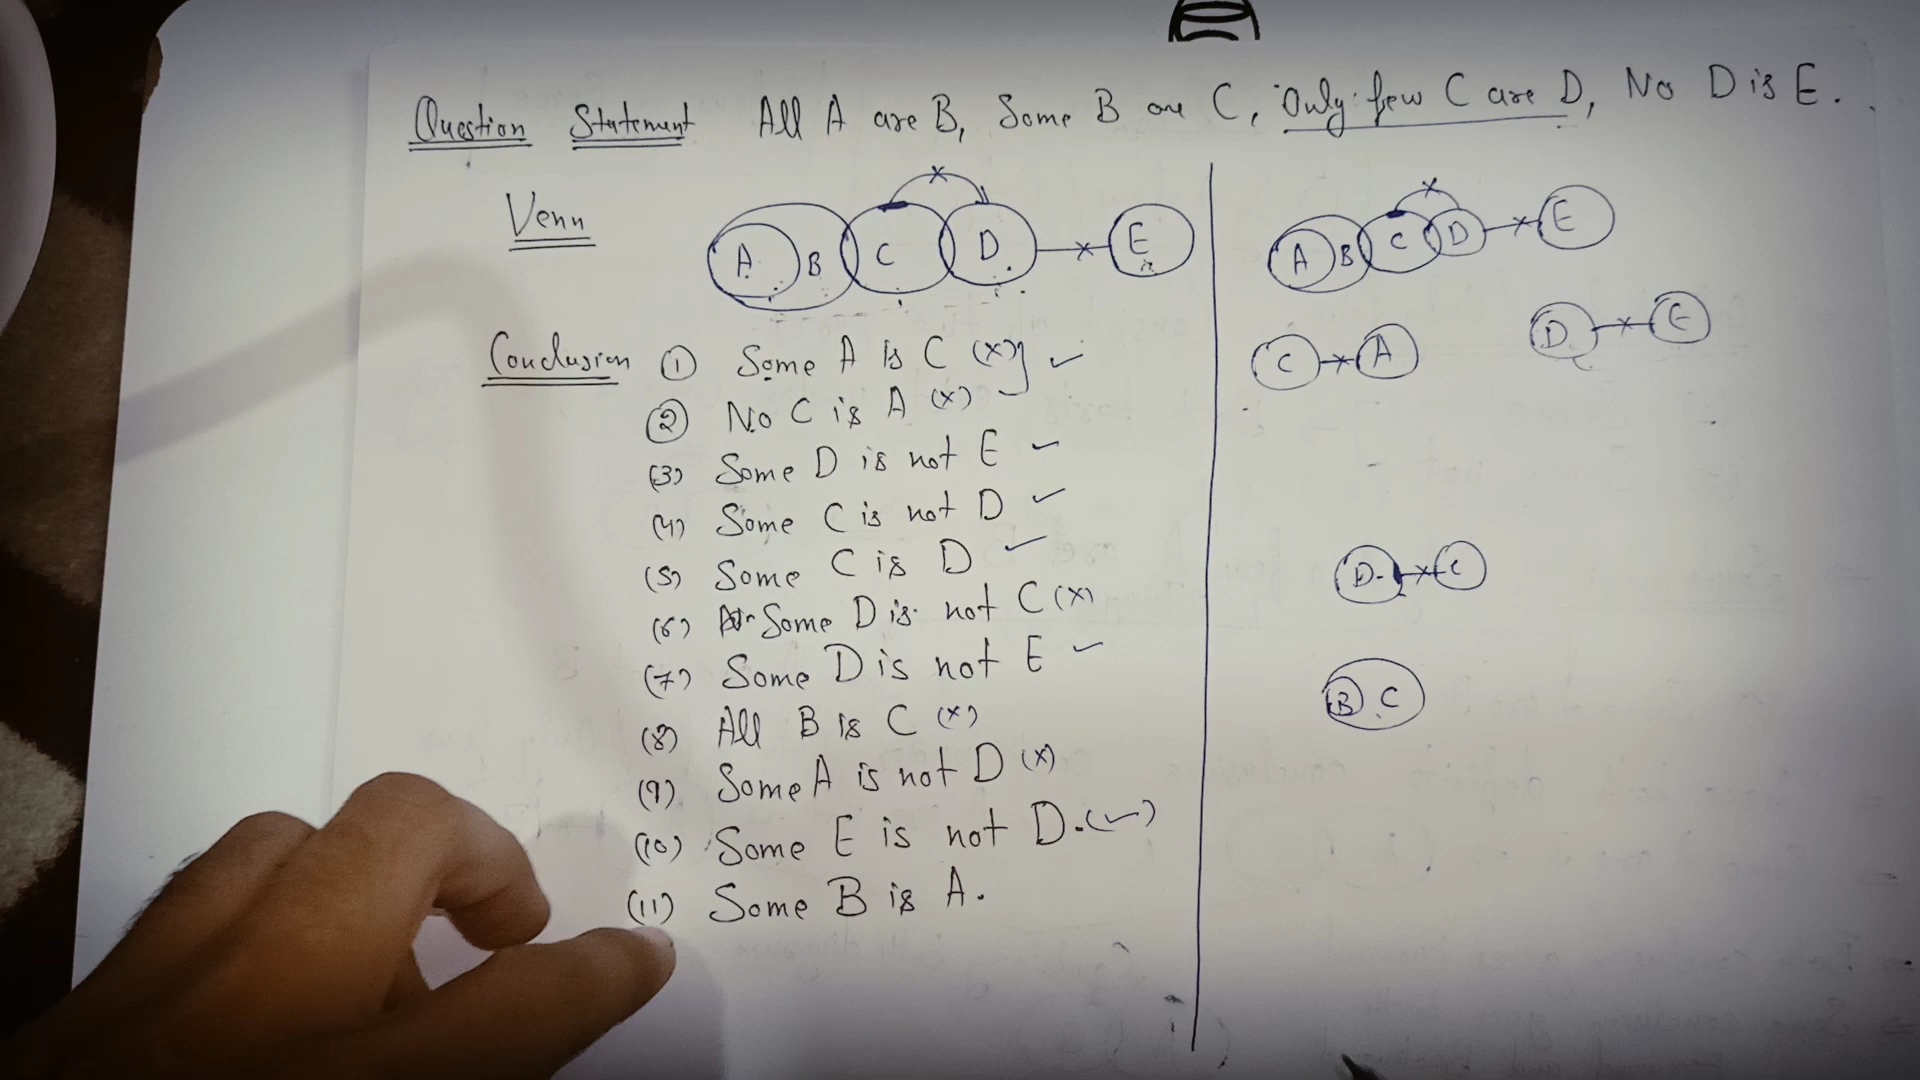 Question Statement All A are B, Some B are C, Only few C are D, No D is E.
Venn
A B C D E
A B C D E
Conclusion (1) Some A is C (x)] ✓
C A
D E
(2) No C is A (x)
(3) Some D is not E ✓
(4) Some C is not D ✓
(5) Some C is D ✓
D C
(6) Some D is not C (x)
(7) Some D is not E ✓
B C
(8) All B is C (x)
(9) Some A is not D (x)
(10) Some E is not D. (✓)
(11) Some B is A.